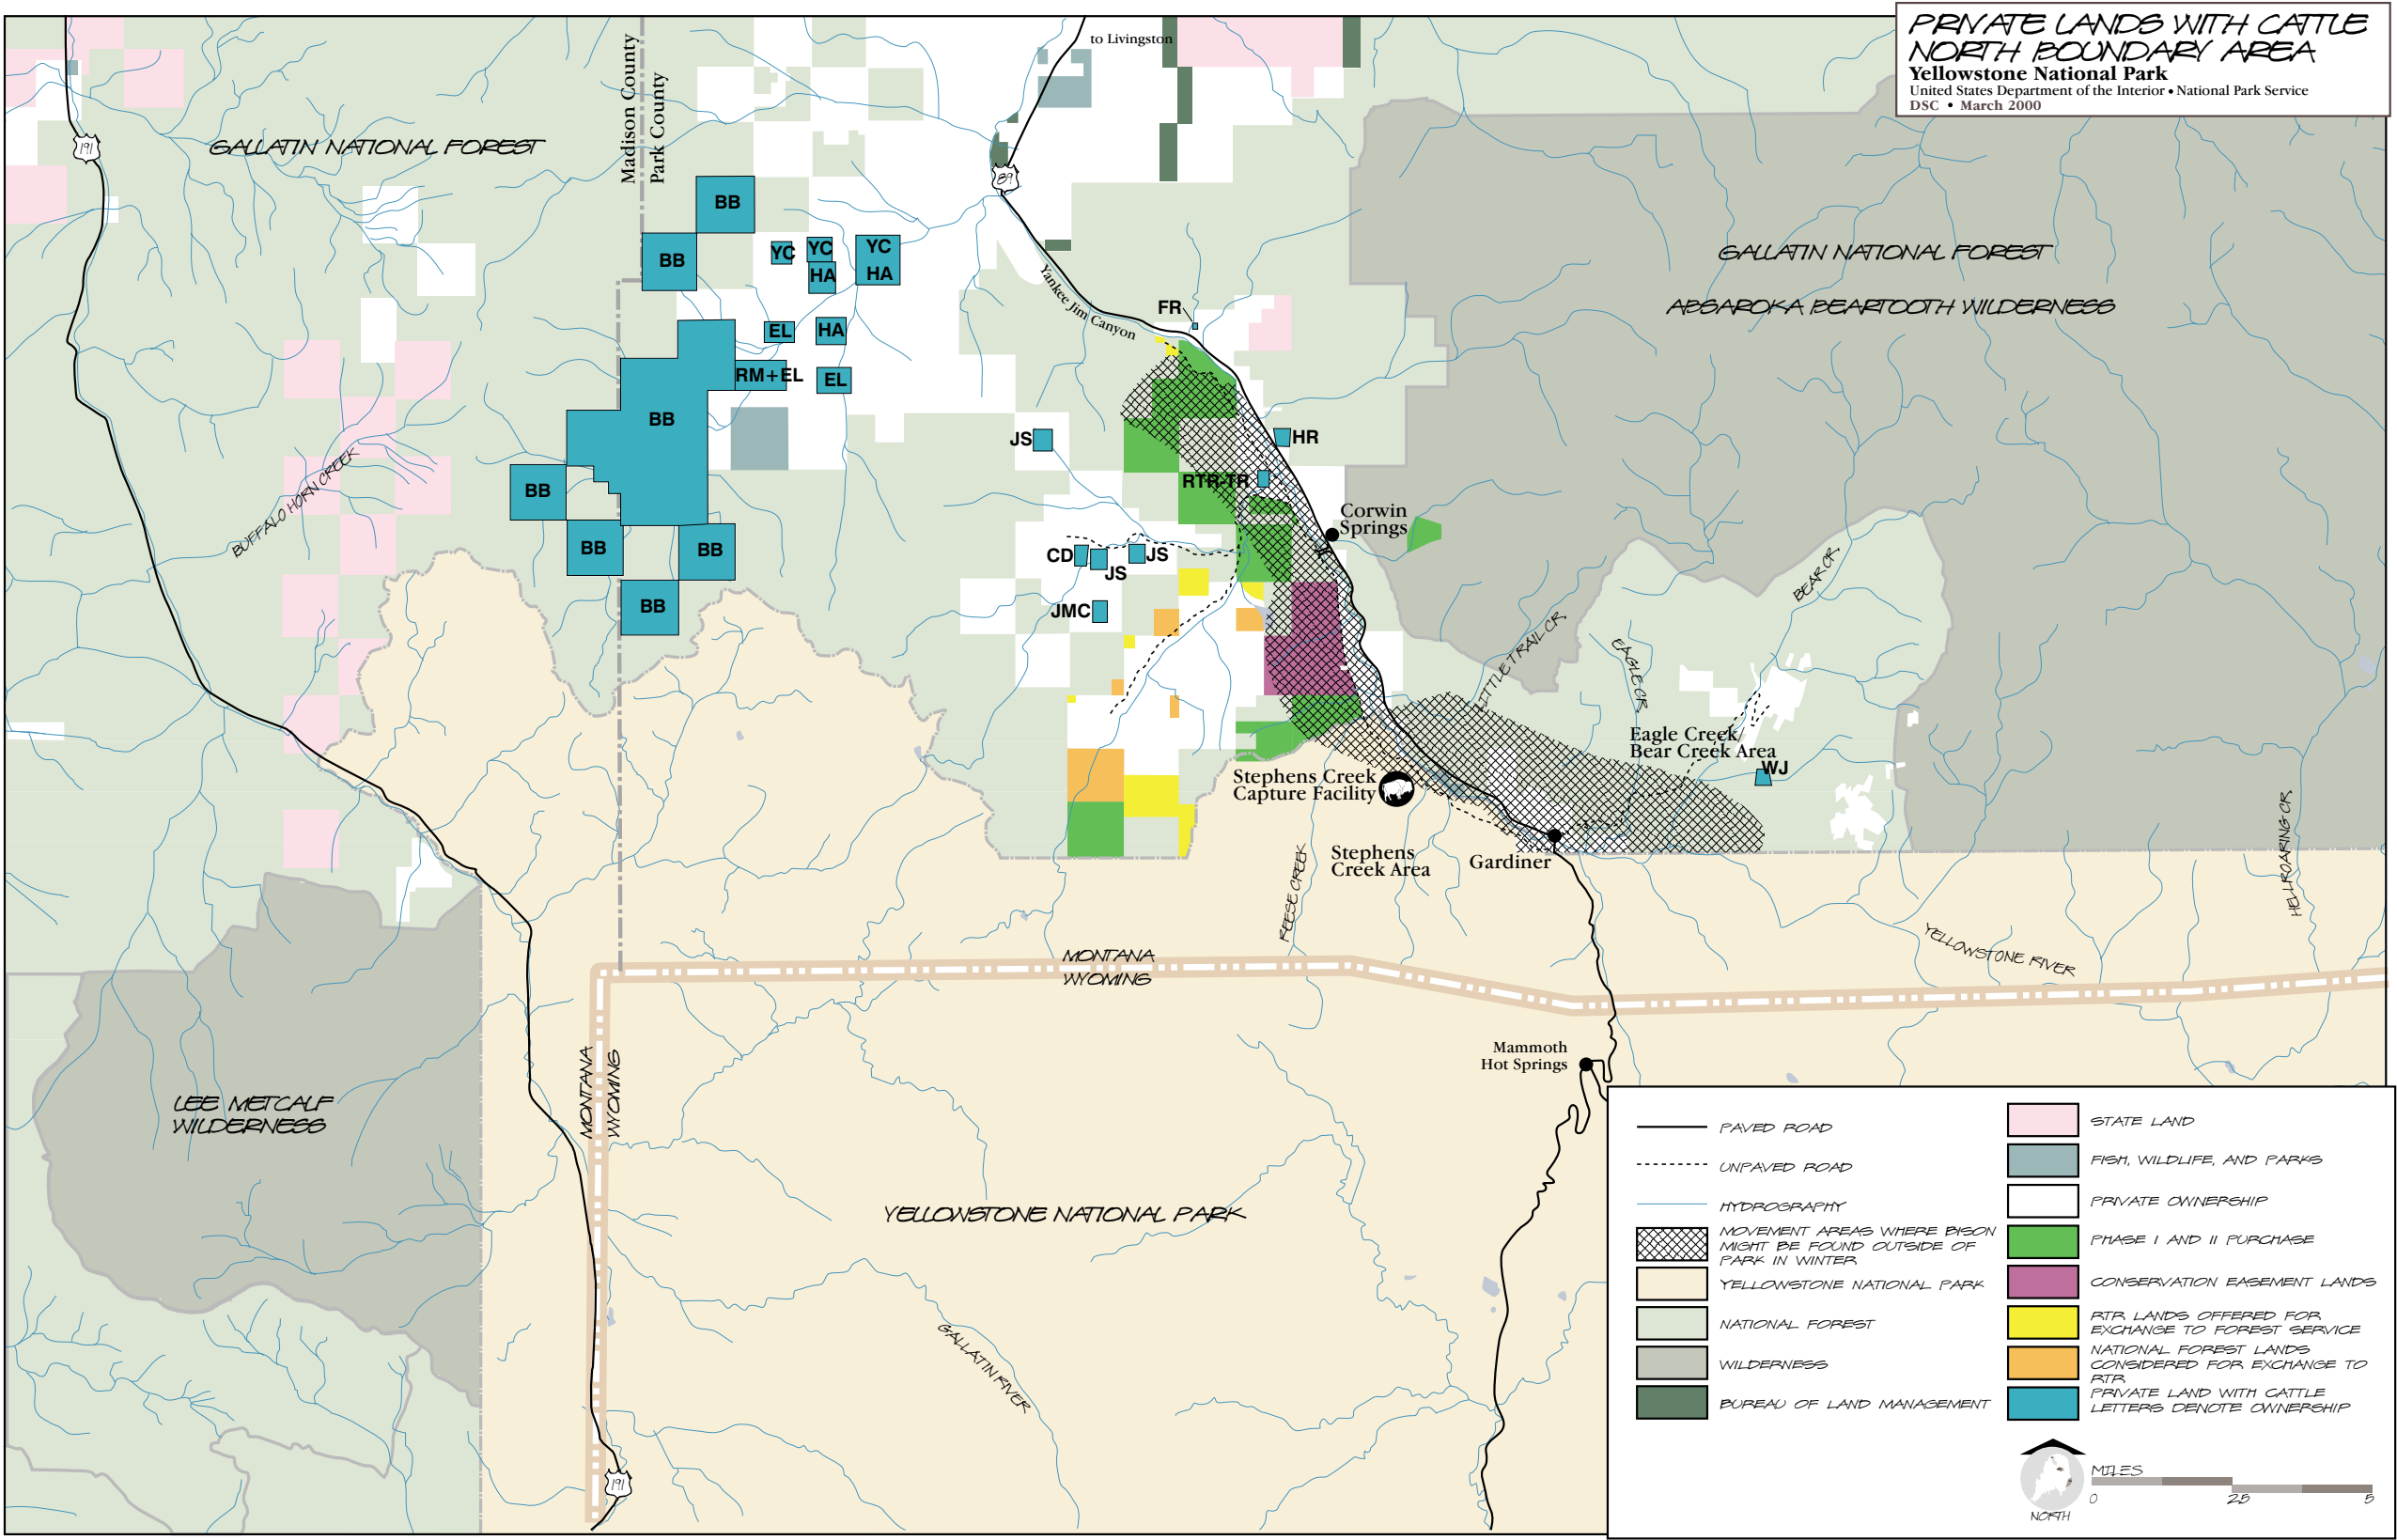 PRIVATE LANDS WITH CATTLE
NORTH BOUNDARY AREA
Yellowstone National Park
United States Department of the Interior • National Park Service
DSC • March 2000
to Livingston
Madison County
Park County
191
GALLATIN NATIONAL FOREST
89
BB
BB
YC
YC
HA
YC
HA
Yankee Jim Canyon
GALLATIN NATIONAL FOREST
ABSAROKA BEARTOOTH WILDERNESS
FR
EL
HA
RM+EL
EL
BB
JS
HR
BUFFALO HORN CREEK
BB
RTR-TR
Corwin
Springs
BB
BB
CD
JS
JS
BEAR CR.
BB
JMC
LITTLE TRAIL CR.
EAGLE CR.
Eagle Creek/
Bear Creek Area
WJ
Stephens Creek
Capture Facility
HELLROARING CR.
Stephens
Creek Area
Gardiner
REESE CREEK
YELLOWSTONE RIVER
MONTANA
WYOMING
Mammoth
Hot Springs
MONTANA
WYOMING
LEE METCALF
WILDERNESS
YELLOWSTONE NATIONAL PARK
GALLATIN RIVER
191
PAVED ROAD
UNPAVED ROAD
HYDROGRAPHY
MOVEMENT AREAS WHERE BISON
MIGHT BE FOUND OUTSIDE OF
PARK IN WINTER
YELLOWSTONE NATIONAL PARK
NATIONAL FOREST
WILDERNESS
BUREAU OF LAND MANAGEMENT
STATE LAND
FISH, WILDLIFE, AND PARKS
PRIVATE OWNERSHIP
PHASE I AND II PURCHASE
CONSERVATION EASEMENT LANDS
RTR LANDS OFFERED FOR
EXCHANGE TO FOREST SERVICE
NATIONAL FOREST LANDS
CONSIDERED FOR EXCHANGE TO
RTR
PRIVATE LAND WITH CATTLE
LETTERS DENOTE OWNERSHIP
MILES
0 2.5 5
NORTH